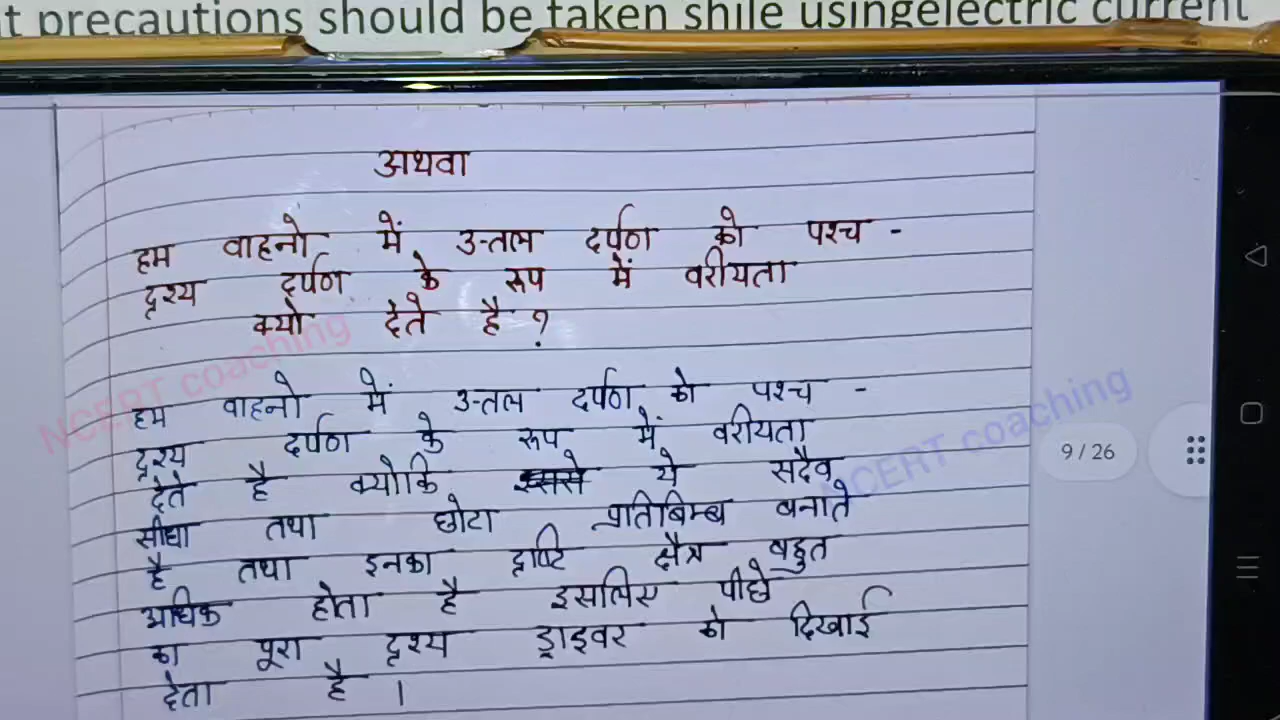 t precautions should be taken shile usingelectric current
अथवा
हम वाहनो में उत्तल दर्पण को पश्च -
दृश्य दर्पण के रूप में वरीयता
क्यो देते है ?
हम वाहनो में उत्तल दर्पण को पश्च -
दृश्य दर्पण के रूप में वरीयता
देते है क्योकि ये सदैव
सीधा तथा छोटा प्रतिबिम्ब बनाते
है तथा इनका दृष्टि क्षैत्र बहुत
अधिक होता है इसलिए पीछे
का पूरा दृश्य ड्राइवर को दिखाई
देता है ।
NCERT coaching
NCERT coaching
9 / 26